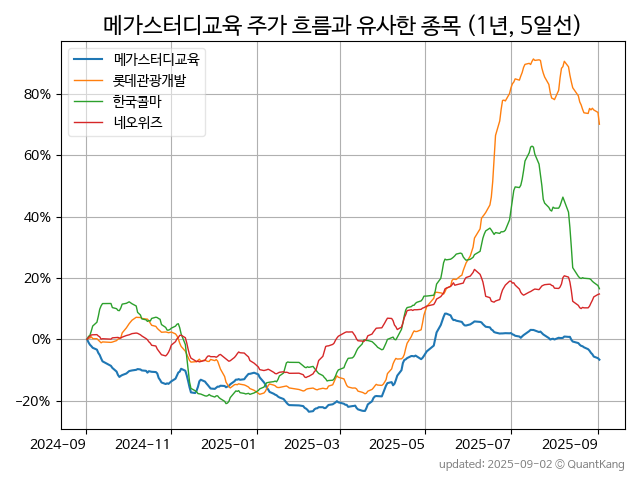 메가스터디교육 주가 흐름과 유사한 종목 (1년, 5일선)
메가스터디교육
롯데관광개발
한국콜마
네오위즈
80%
60%
40%
20%
0%
−20%
2024-09 2024-11 2025-01 2025-03 2025-05 2025-07 2025-09
updated: 2025-09-02 © QuantKang